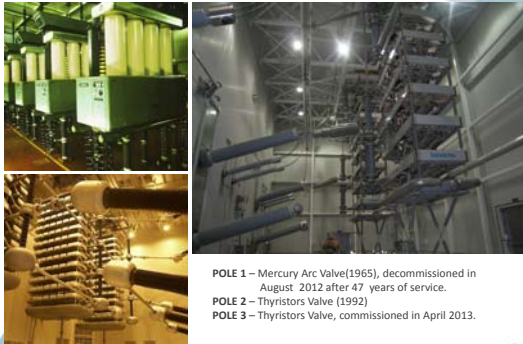 SIEMENS
POLE 1 – Mercury Arc Valve(1965), decommissioned in
August  2012 after 47  years of service.
POLE 2 – Thyristors Valve (1992)
POLE 3 – Thyristors Valve, commissioned in April 2013.